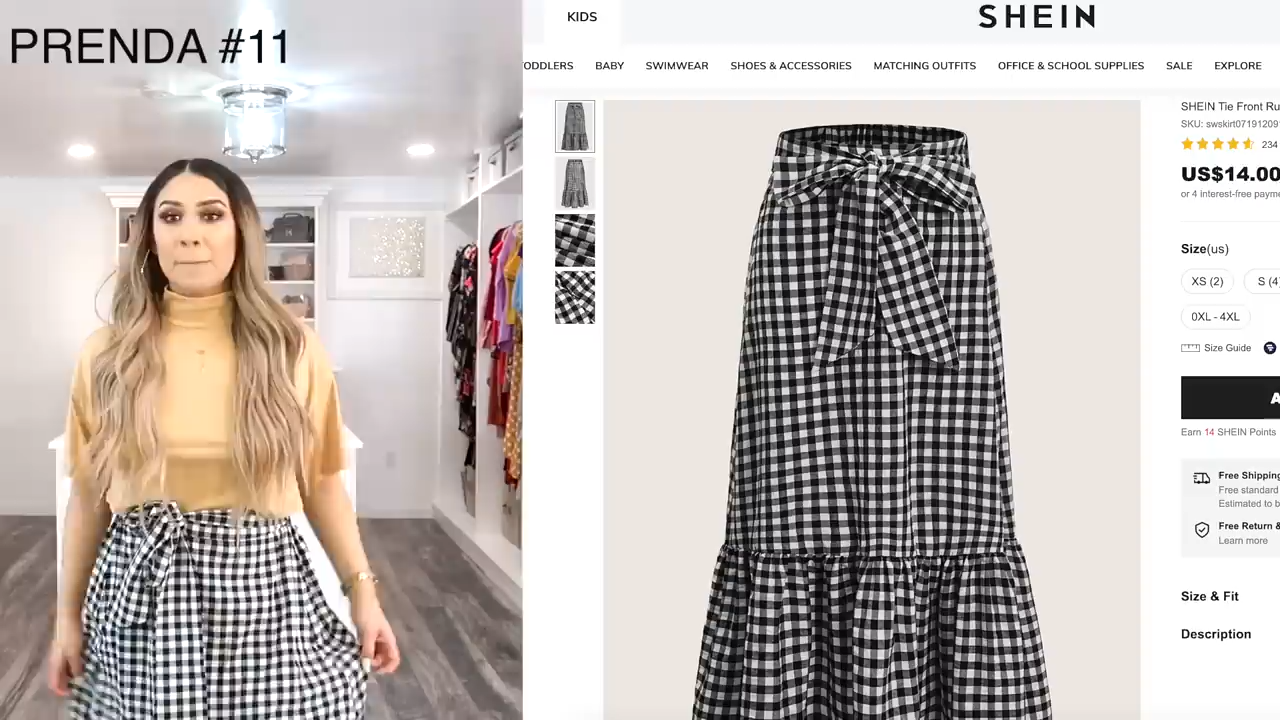 PRENDA #11
KIDS
SHEIN
TODDLERS BABY SWIMWEAR SHOES & ACCESSORIES MATCHING OUTFITS OFFICE & SCHOOL SUPPLIES SALE EXPLORE
SHEIN Tie Front Ru
SKU: swskirt071912091
234
US$14.00
or 4 interest-free payme
Size(us)
XS (2) S (4)
0XL - 4XL
Size Guide
A
Earn 14 SHEIN Points
Free Shipping
Free standard
Estimated to b
Free Return &
Learn more
Size & Fit
Description